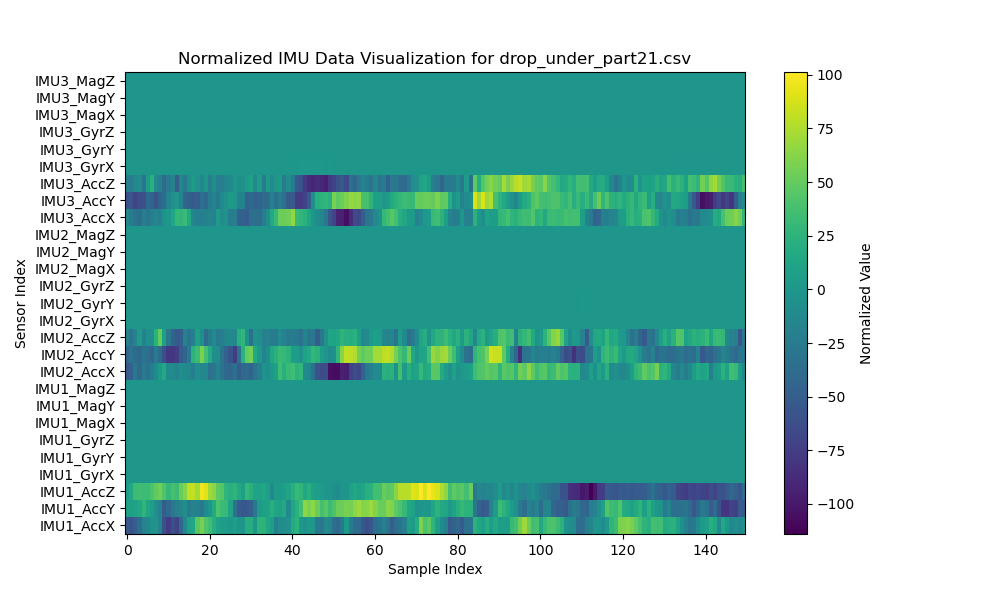 Normalized IMU Data Visualization for drop_under_part21.csv
IMU3_MagZ
IMU3_MagY
IMU3_MagX
IMU3_GyrZ
IMU3_GyrY
IMU3_GyrX
IMU3_AccZ
IMU3_AccY
IMU3_AccX
IMU2_MagZ
IMU2_MagY
IMU2_MagX
IMU2_GyrZ
IMU2_GyrY
IMU2_GyrX
IMU2_AccZ
IMU2_AccY
IMU2_AccX
IMU1_MagZ
IMU1_MagY
IMU1_MagX
IMU1_GyrZ
IMU1_GyrY
IMU1_GyrX
IMU1_AccZ
IMU1_AccY
IMU1_AccX
Sensor Index
0 20 40 60 80 100 120 140
Sample Index
100
75
50
25
0
−25
−50
−75
−100
Normalized Value